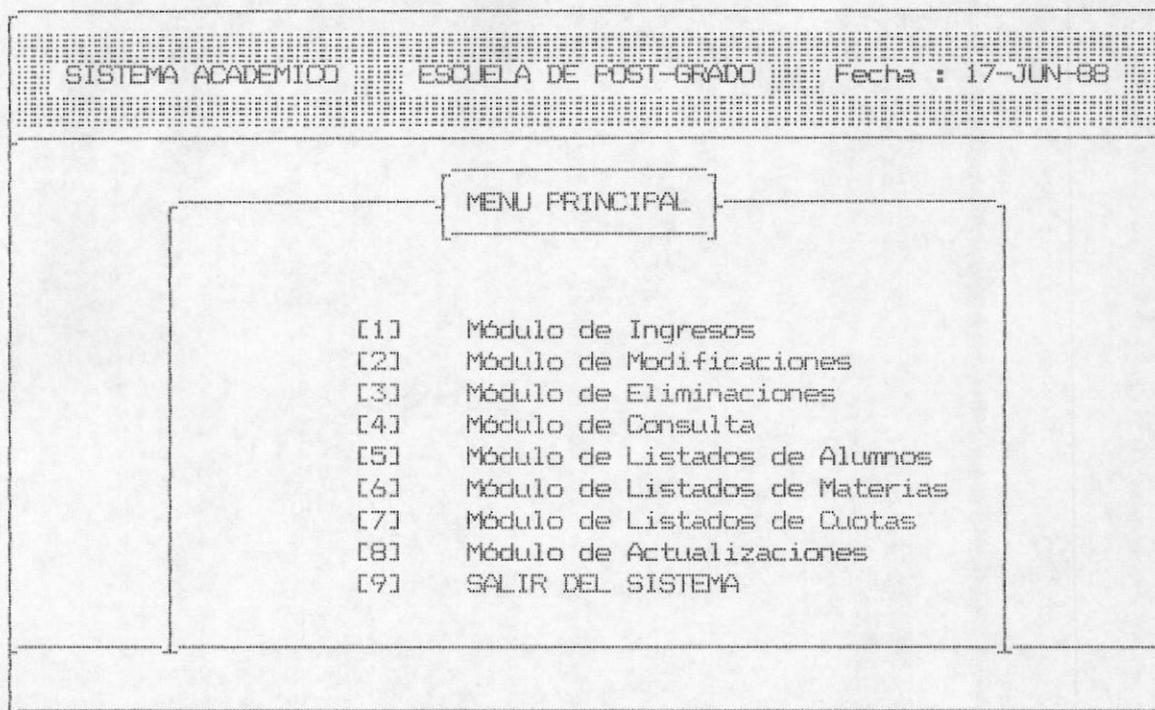 SISTEMA ACADEMICO ESCUELA DE POST-GRADO Fecha : 17-JUN-88
MENU PRINCIPAL
[1] Módulo de Ingresos
[2] Módulo de Modificaciones
[3] Módulo de Eliminaciones
[4] Módulo de Consulta
[5] Módulo de Listados de Alumnos
[6] Módulo de Listados de Materias
[7] Módulo de Listados de Cuotas
[8] Módulo de Actualizaciones
[9] SALIR DEL SISTEMA